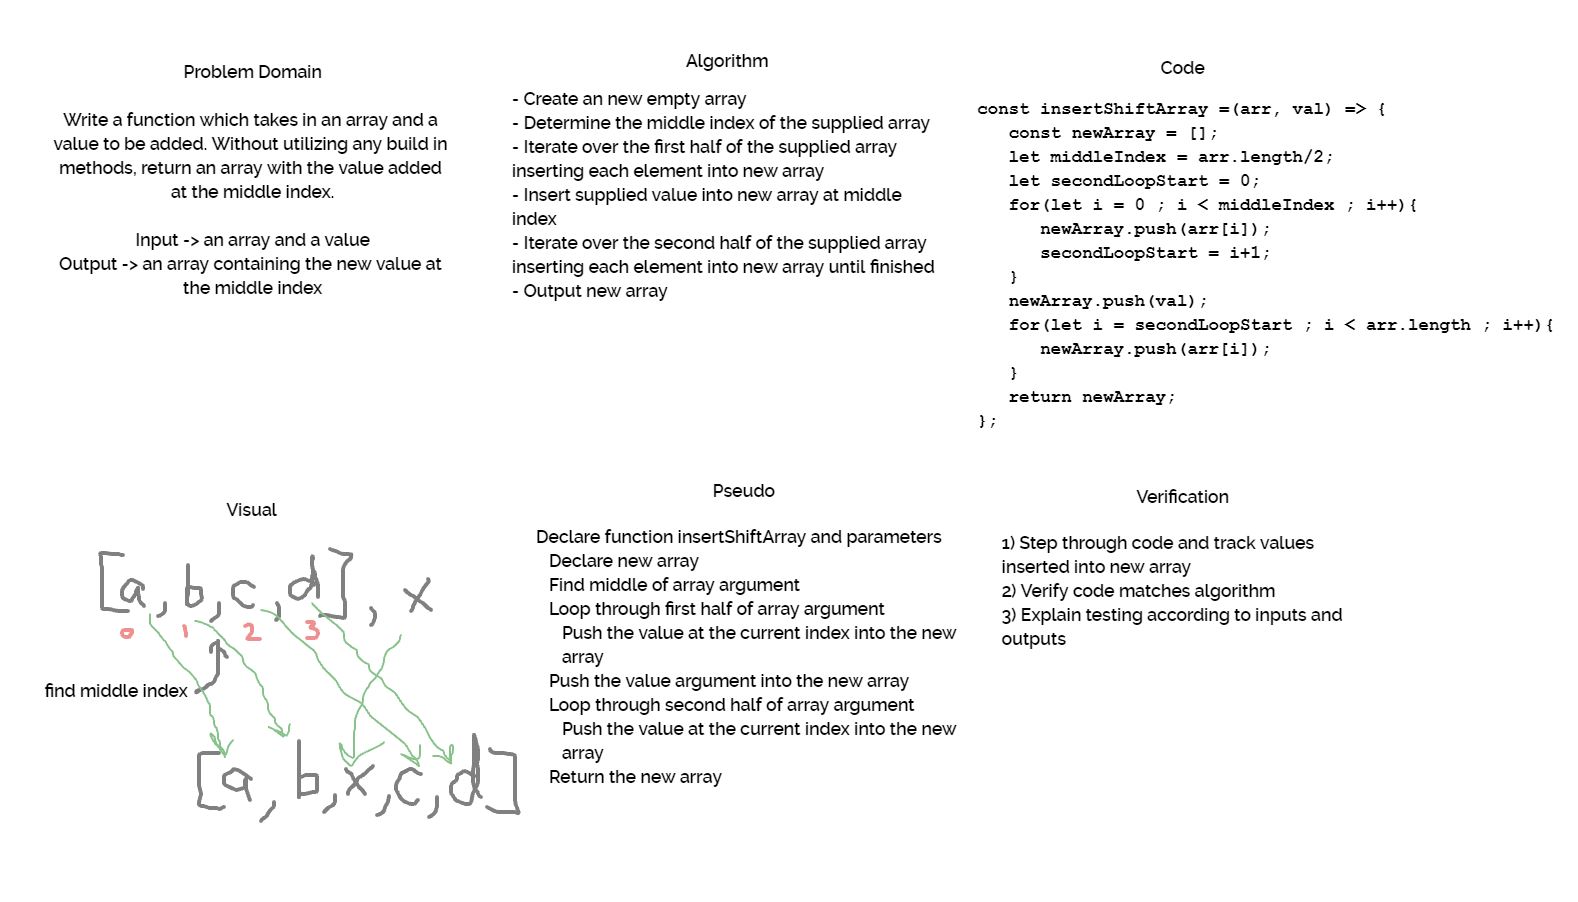 Problem Domain
Write a function which takes in an array and a
value to be added. Without utilizing any build in
methods, return an array with the value added
at the middle index.
Input -> an array and a value
Output -> an array containing the new value at
the middle index
Algorithm
- Create an new empty array
- Determine the middle index of the supplied array
- Iterate over the first half of the supplied array
inserting each element into new array
- Insert supplied value into new array at middle
index
- Iterate over the second half of the supplied array
inserting each element into new array until finished
- Output new array
Code
const insertShiftArray =(arr, val) => {
   const newArray = [];
   let middleIndex = arr.length/2;
   let secondLoopStart = 0;
   for(let i = 0 ; i < middleIndex ; i++){
      newArray.push(arr[i]);
      secondLoopStart = i+1;
   }
   newArray.push(val);
   for(let i = secondLoopStart ; i < arr.length ; i++){
      newArray.push(arr[i]);
   }
   return newArray;
};
Visual
[a,b,c,d], x
0 1 2 3
find middle index
[a,b,x,c,d]
Pseudo
Declare function insertShiftArray and parameters
Declare new array
Find middle of array argument
Loop through first half of array argument
Push the value at the current index into the new
array
Push the value argument into the new array
Loop through second half of array argument
Push the value at the current index into the new
array
Return the new array
Verification
1) Step through code and track values
inserted into new array
2) Verify code matches algorithm
3) Explain testing according to inputs and
outputs